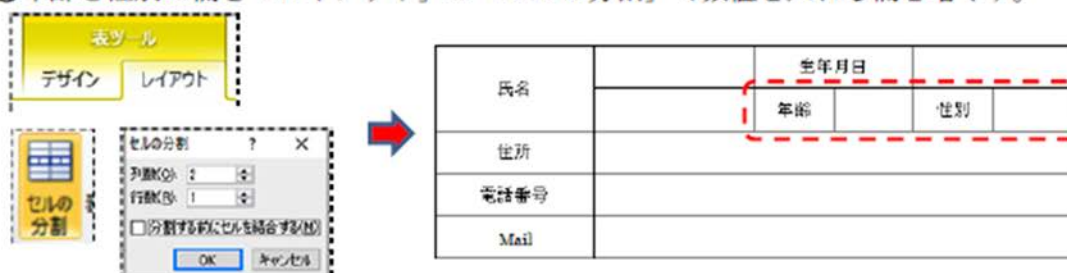 表ツール
デザイン レイアウト
セルの
分割
セルの分割 ? ×
列数(C): 2
行数(R): 1
分割する前にセルを結合する(M)
OK キャンセル
氏名 生年月日
年齢 性別
住所
電話番号
Mail